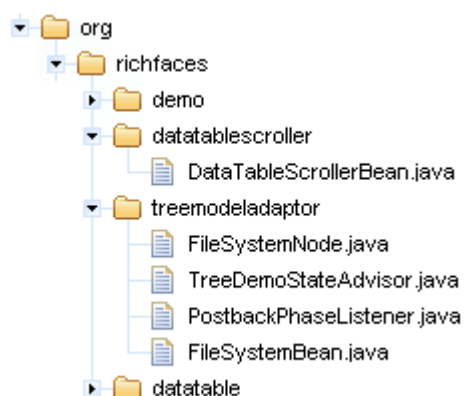 org
richfaces
demo
datatablescroller
DataTableScrollerBean.java
treemodeladaptor
FileSystemNode.java
TreeDemoStateAdvisor.java
PostbackPhaseListener.java
FileSystemBean.java
datatable